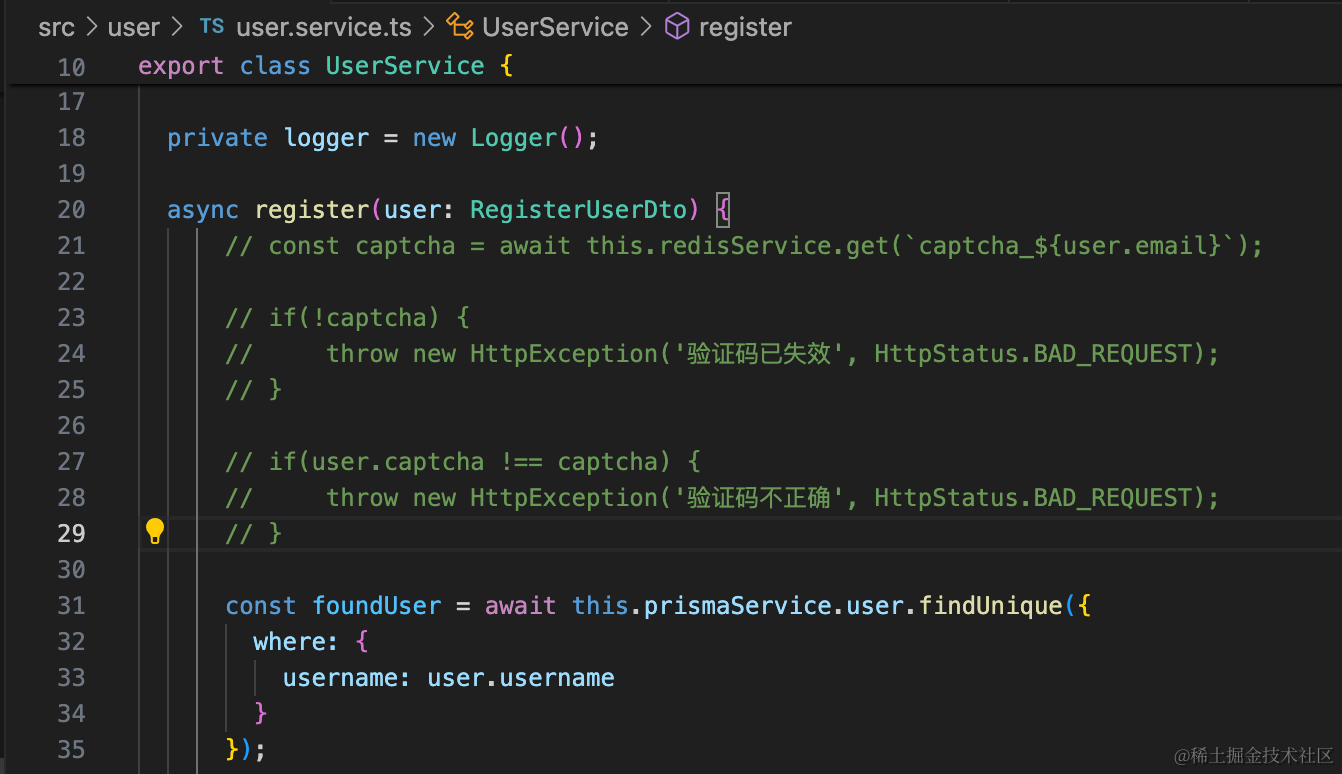 src > user > TS user.service.ts > UserService > register
10 export class UserService {
17
18 private logger = new Logger();
19
20 async register(user: RegisterUserDto) {
21 // const captcha = await this.redisService.get(`captcha_${user.email}`);
22
23 // if(!captcha) {
24 //     throw new HttpException('验证码已失效', HttpStatus.BAD_REQUEST);
25 // }
26
27 // if(user.captcha !== captcha) {
28 //     throw new HttpException('验证码不正确', HttpStatus.BAD_REQUEST);
29 // }
30
31 const foundUser = await this.prismaService.user.findUnique({
32 where: {
33 username: user.username
34 }
35 });
@稀土掘金技术社区